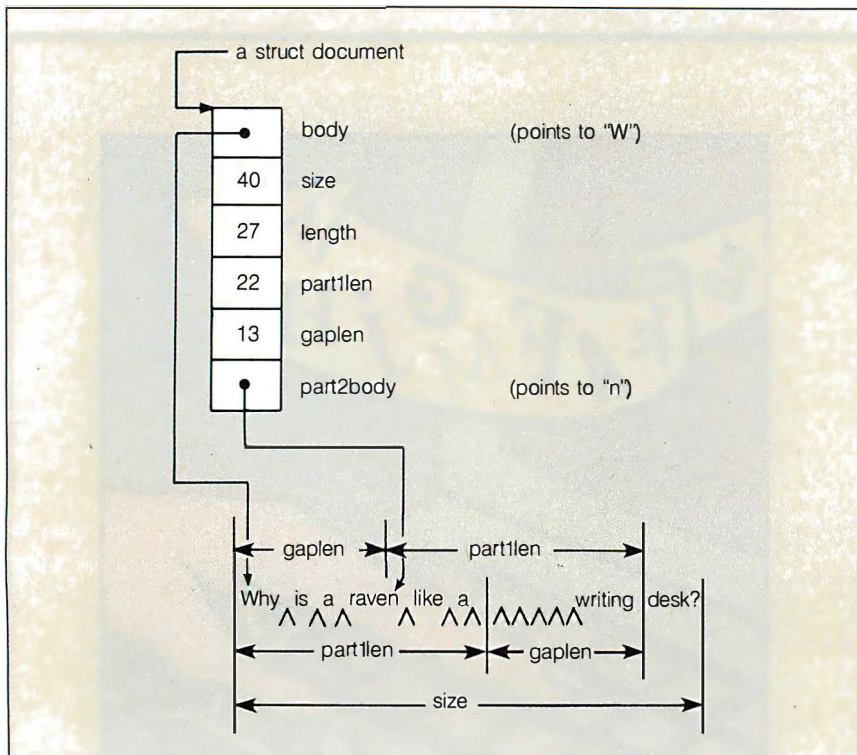 a struct document
body (points to “W”)
40 size
27 length
22 part1len
13 gaplen
part2body (points to “n”)
gaplen part1len
Why is a raven like a writing desk?
part1len gaplen
size